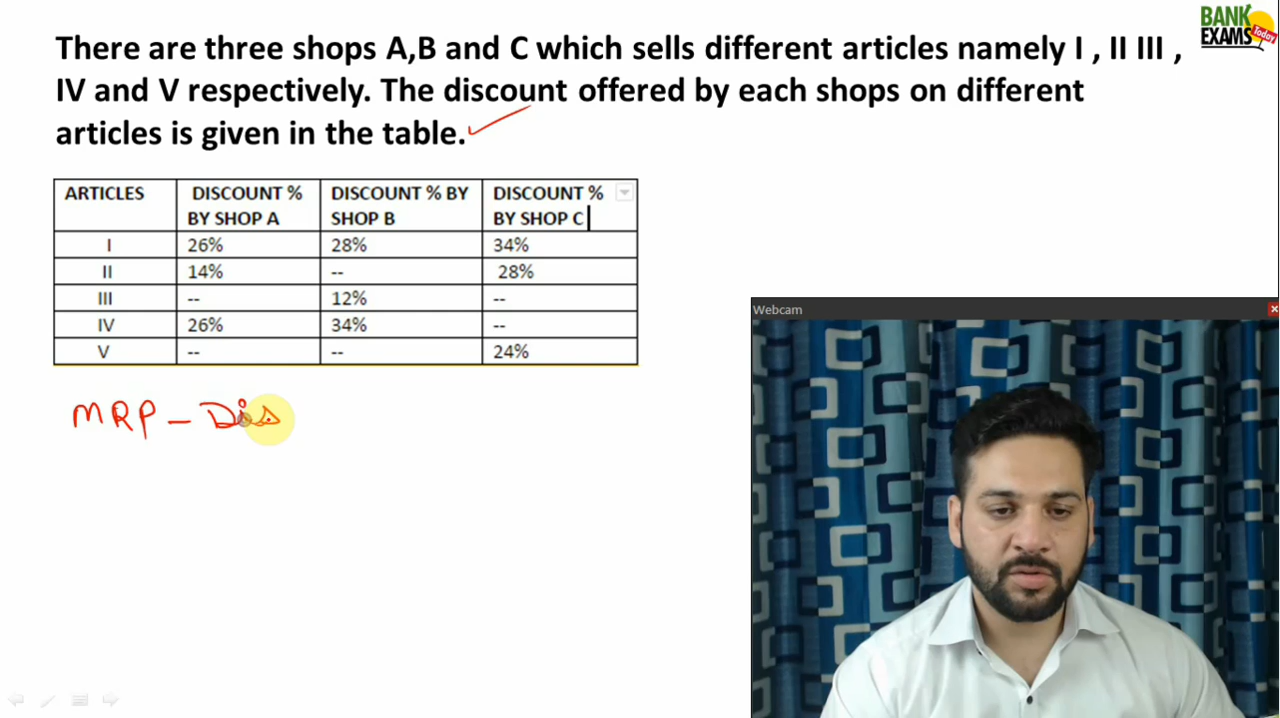 BANK
EXAMS Today
There are three shops A,B and C which sells different articles namely I , II III ,
IV and V respectively. The discount offered by each shops on different
articles is given in the table.
ARTICLES DISCOUNT % BY SHOP A DISCOUNT % BY SHOP B DISCOUNT % BY SHOP C
I 26% 28% 34%
II 14% -- 28%
III -- 12% --
IV 26% 34% --
V -- -- 24%
MRP - Dis
Webcam